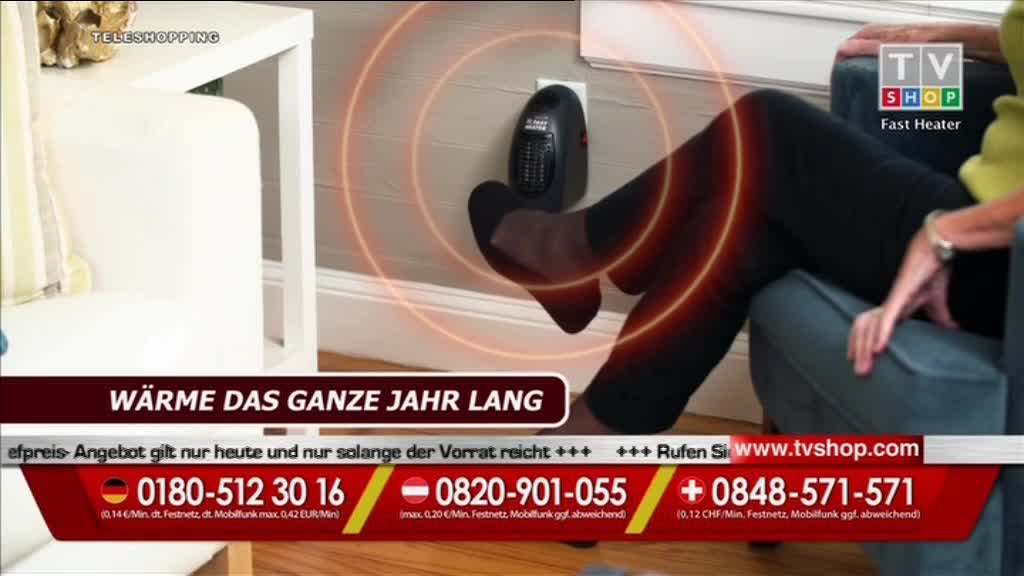 TELESHOPPING
TV
SHOP
Fast Heater
FAST
HEATER
WÄRME DAS GANZE JAHR LANG
efpreis- Angebot gilt nur heute und nur solange der Vorrat reicht +++ +++ Rufen Si
www.tvshop.com
0180-512 30 16
(0,14 €/Min. dt. Festnetz, dt. Mobilfunk max. 0,42 EUR/Min)
0820-901-055
(max. 0,20 €/Min. Festnetz, Mobilfunk ggf. abweichend)
0848-571-571
(0,12 CHF/Min. Festnetz, Mobilfunk ggf. abweichend)